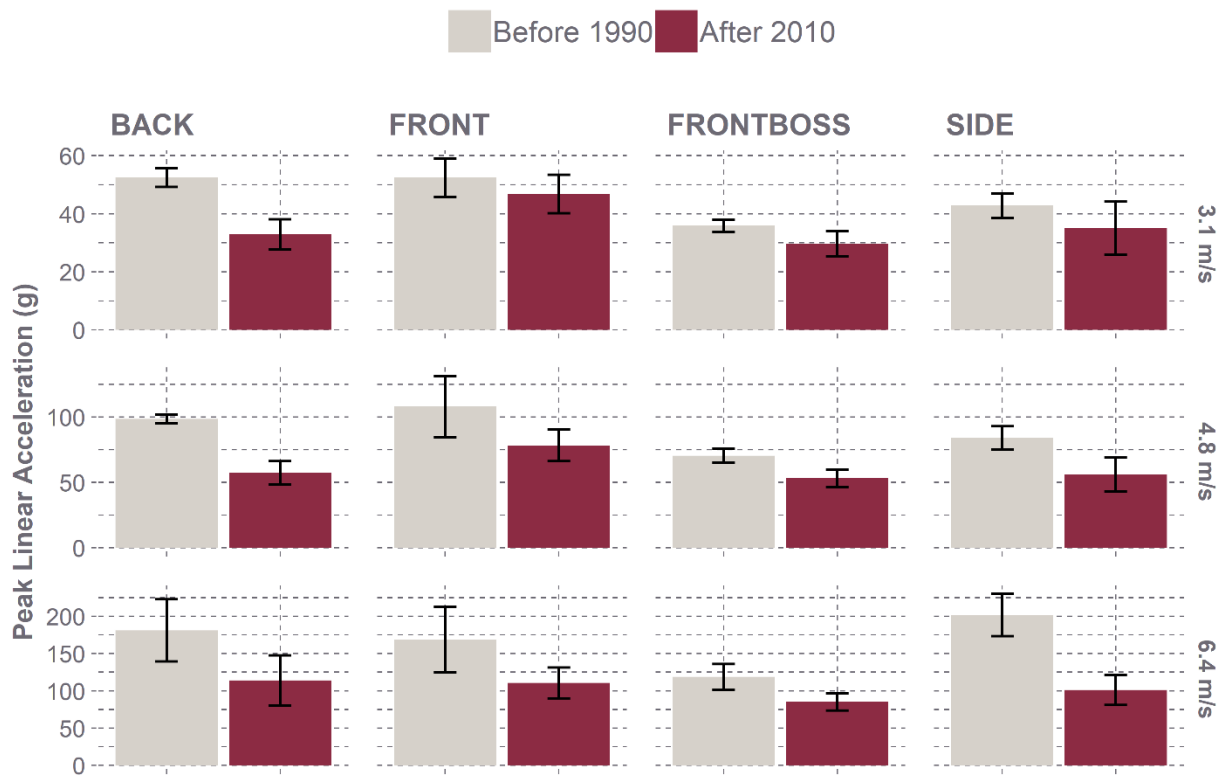 Before 1990 After 2010
BACK FRONT FRONTBOSS SIDE
Peak Linear Acceleration (g)
60
40
20
0
3.1 m/s
100
50
0
4.8 m/s
200
150
100
50
0
6.4 m/s